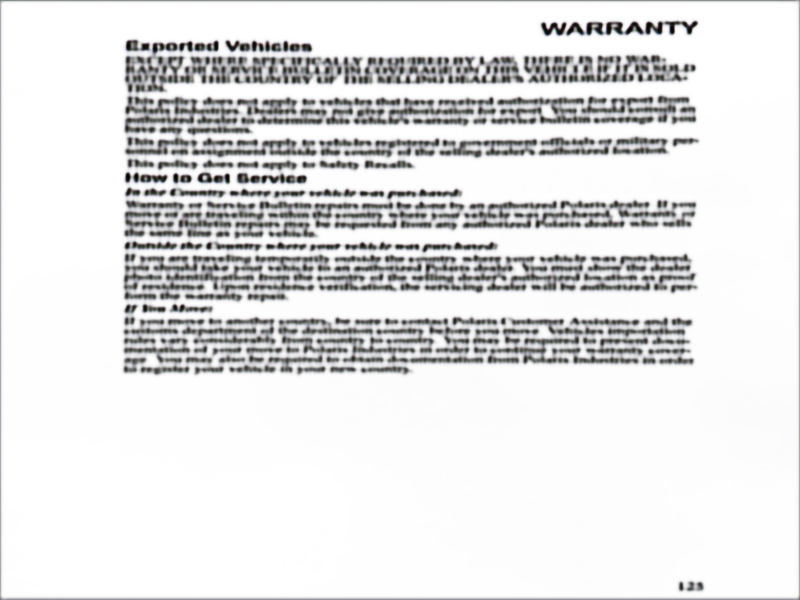 WARRANTY
Exported Vehicles
EXCEPT WHERE SPECIFICALLY REQUIRED BY LAW, THERE IS NO WAR-
RANTY OR SERVICE BULLETIN COVERAGE ON THIS VEHICLE IF IT IS SOLD
OUTSIDE THE COUNTRY OF THE SELLING DEALER'S AUTHORIZED LOCA-
TION.
This policy does not apply to vehicles that have received authorization for export from
Polaris Industries. Dealers may not give authorization for export. You should consult an
authorized dealer to determine this vehicle's warranty or service bulletin coverage if you
have any questions.
This policy does not apply to vehicles registered to government officials or military per-
sonnel on assignment outside the country of the selling dealer's authorized location.
This policy does not apply to Safety Recalls.
How to Get Service
In the Country where your vehicle was purchased:
Warranty or Service Bulletin repairs must be done by an authorized Polaris dealer. If you
move or are traveling within the country where your vehicle was purchased, Warranty or
Service Bulletin repairs may be requested from any authorized Polaris dealer who sells
the same line as your vehicle.
Outside the Country where your vehicle was purchased:
If you are traveling temporarily outside the country where your vehicle was purchased,
you should take your vehicle to an authorized Polaris dealer. You must show the dealer
photo identification from the country of the selling dealer's authorized location as proof
of residence. Upon residence verification, the servicing dealer will be authorized to per-
form the warranty repair.
If You Move:
If you move to another country, be sure to contact Polaris Customer Assistance and the
customs department of the destination country before you move. Vehicles importation
rules vary considerably from country to country. You may be required to present docu-
mentation of your move to Polaris Industries in order to continue your warranty cover-
age. You may also be required to obtain documentation from Polaris Industries in order
to register your vehicle in your new country.
123